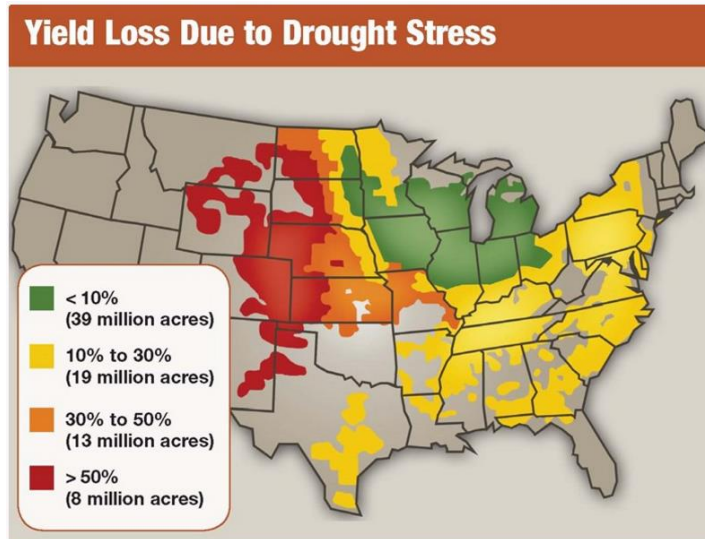 Yield Loss Due to Drought Stress
< 10%
(39 million acres)
10% to 30%
(19 million acres)
30% to 50%
(13 million acres)
> 50%
(8 million acres)